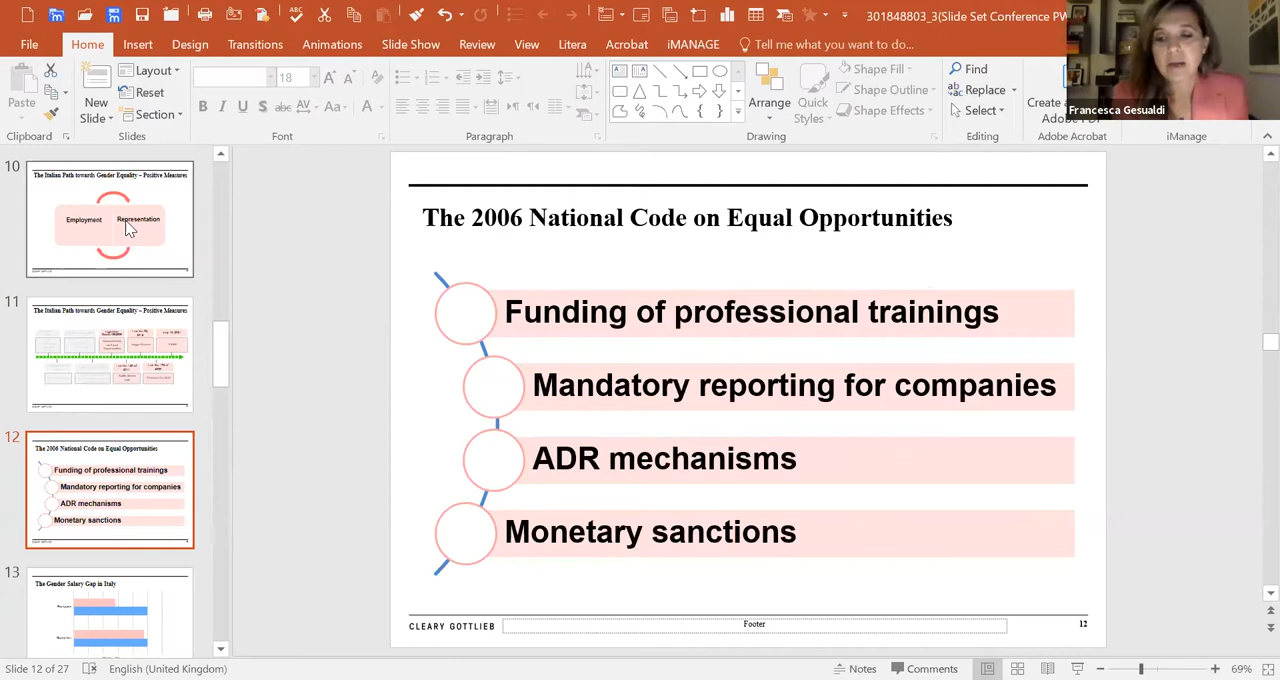 301848803_3(Slide Set Conference PW
File Home Insert Design Transitions Animations Slide Show Review View Litera Acrobat iMANAGE Tell me what you want to do...
Paste
New Slide
Layout
Reset
Section
18
B I U S abc AV Aa A
Arrange
Quick Styles
Shape Fill
Shape Outline
Shape Effects
Find
Replace
Select
Create
Adobe PDF
Francesca Gesualdi
Clipboard Slides Font Paragraph Drawing Editing Adobe Acrobat iManage
10
The Italian Path towards Gender Equality – Positive Measures
Employment Representation
11
The Italian Path towards Gender Equality – Positive Measures
12
The 2006 National Code on Equal Opportunities
Funding of professional trainings
Mandatory reporting for companies
ADR mechanisms
Monetary sanctions
13
The Gender Salary Gap in Italy
The 2006 National Code on Equal Opportunities
Funding of professional trainings
Mandatory reporting for companies
ADR mechanisms
Monetary sanctions
CLEARY GOTTLIEB Footer 12
Slide 12 of 27 English (United Kingdom) Notes Comments 69%